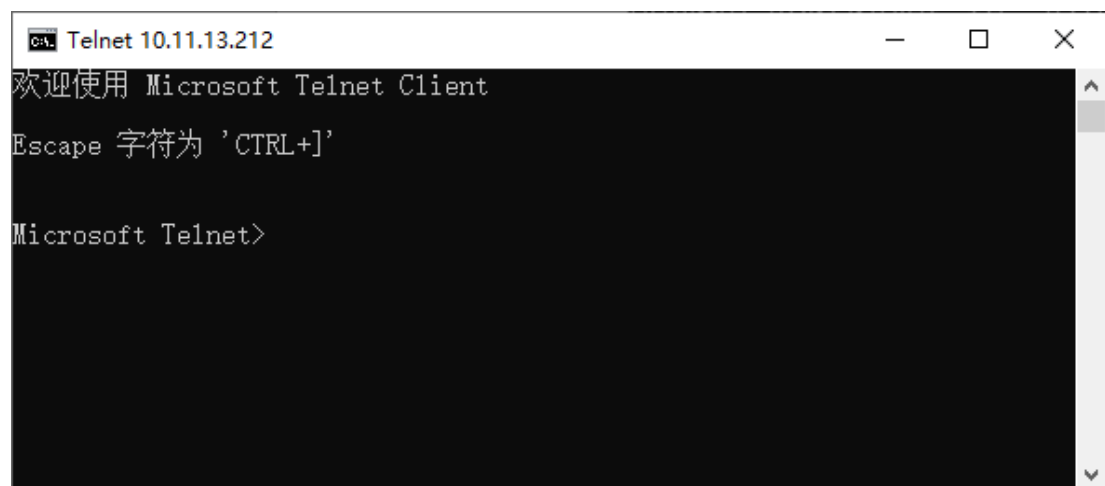 Telnet 10.11.13.212
欢迎使用 Microsoft Telnet Client
Escape 字符为 'CTRL+]'
Microsoft Telnet>